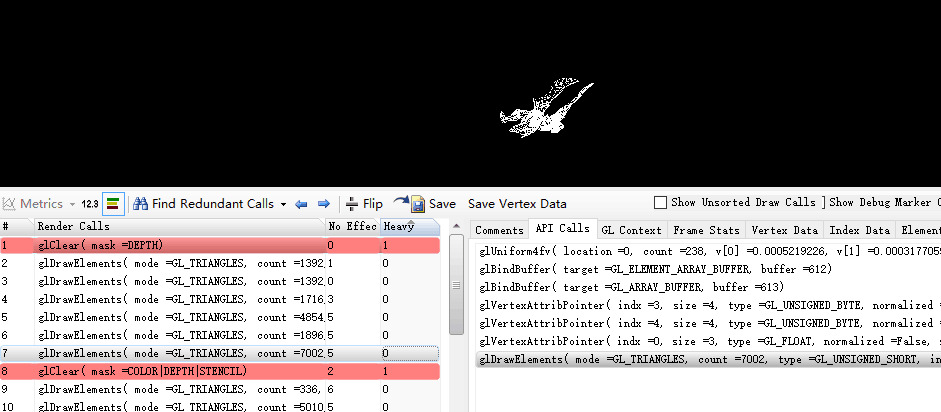 Metrics 12.3 Find Redundant Calls Flip Save Save Vertex Data Show Unsorted Draw Calls Show Debug Marker
# Render Calls No Effec Heavy
1 glClear( mask =DEPTH) 0 1
2 glDrawElements( mode =GL_TRIANGLES, count =1392, 1 0
3 glDrawElements( mode =GL_TRIANGLES, count =1392, 0 0
4 glDrawElements( mode =GL_TRIANGLES, count =1716, 3 0
5 glDrawElements( mode =GL_TRIANGLES, count =4854, 5 0
6 glDrawElements( mode =GL_TRIANGLES, count =1896, 5 0
7 glDrawElements( mode =GL_TRIANGLES, count =7002, 5 0
8 glClear( mask =COLOR|DEPTH|STENCIL) 2 1
9 glDrawElements( mode =GL_TRIANGLES, count =336, 6 0
10 glDrawElements( mode =GL_TRIANGLES, count =5010, 5 0
Comments API Calls GL Context Frame Stats Vertex Data Index Data Element
glUniform4fv( location =0, count =238, v[0] =0.0005219226, v[1] =0.000317705
glBindBuffer( target =GL_ELEMENT_ARRAY_BUFFER, buffer =612)
glBindBuffer( target =GL_ARRAY_BUFFER, buffer =613)
glVertexAttribPointer( indx =3, size =4, type =GL_UNSIGNED_BYTE, normalized =
glVertexAttribPointer( indx =4, size =4, type =GL_UNSIGNED_BYTE, normalized =
glVertexAttribPointer( indx =0, size =3, type =GL_FLOAT, normalized =False, s
glDrawElements( mode =GL_TRIANGLES, count =7002, type =GL_UNSIGNED_SHORT, in